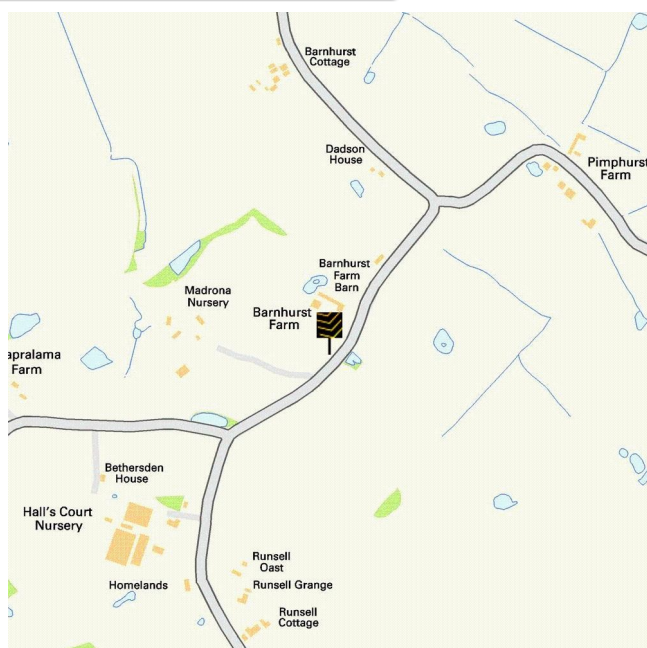 Barnhurst
Cottage
Dadson
House
Pimphurst
Farm
Barnhurst
Farm
Barn
Madrona
Nursery
Barnhurst
Farm
apralama
Farm
Bethersden
House
Hall's Court
Nursery
Runsell
Oast
Homelands
Runsell Grange
Runsell
Cottage